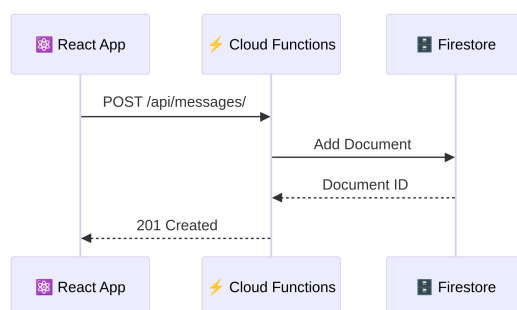 ⚛️ React App
⚡ Cloud Functions
🗄️ Firestore
POST /api/messages/
Add Document
Document ID
201 Created
⚛️ React App
⚡ Cloud Functions
🗄️ Firestore